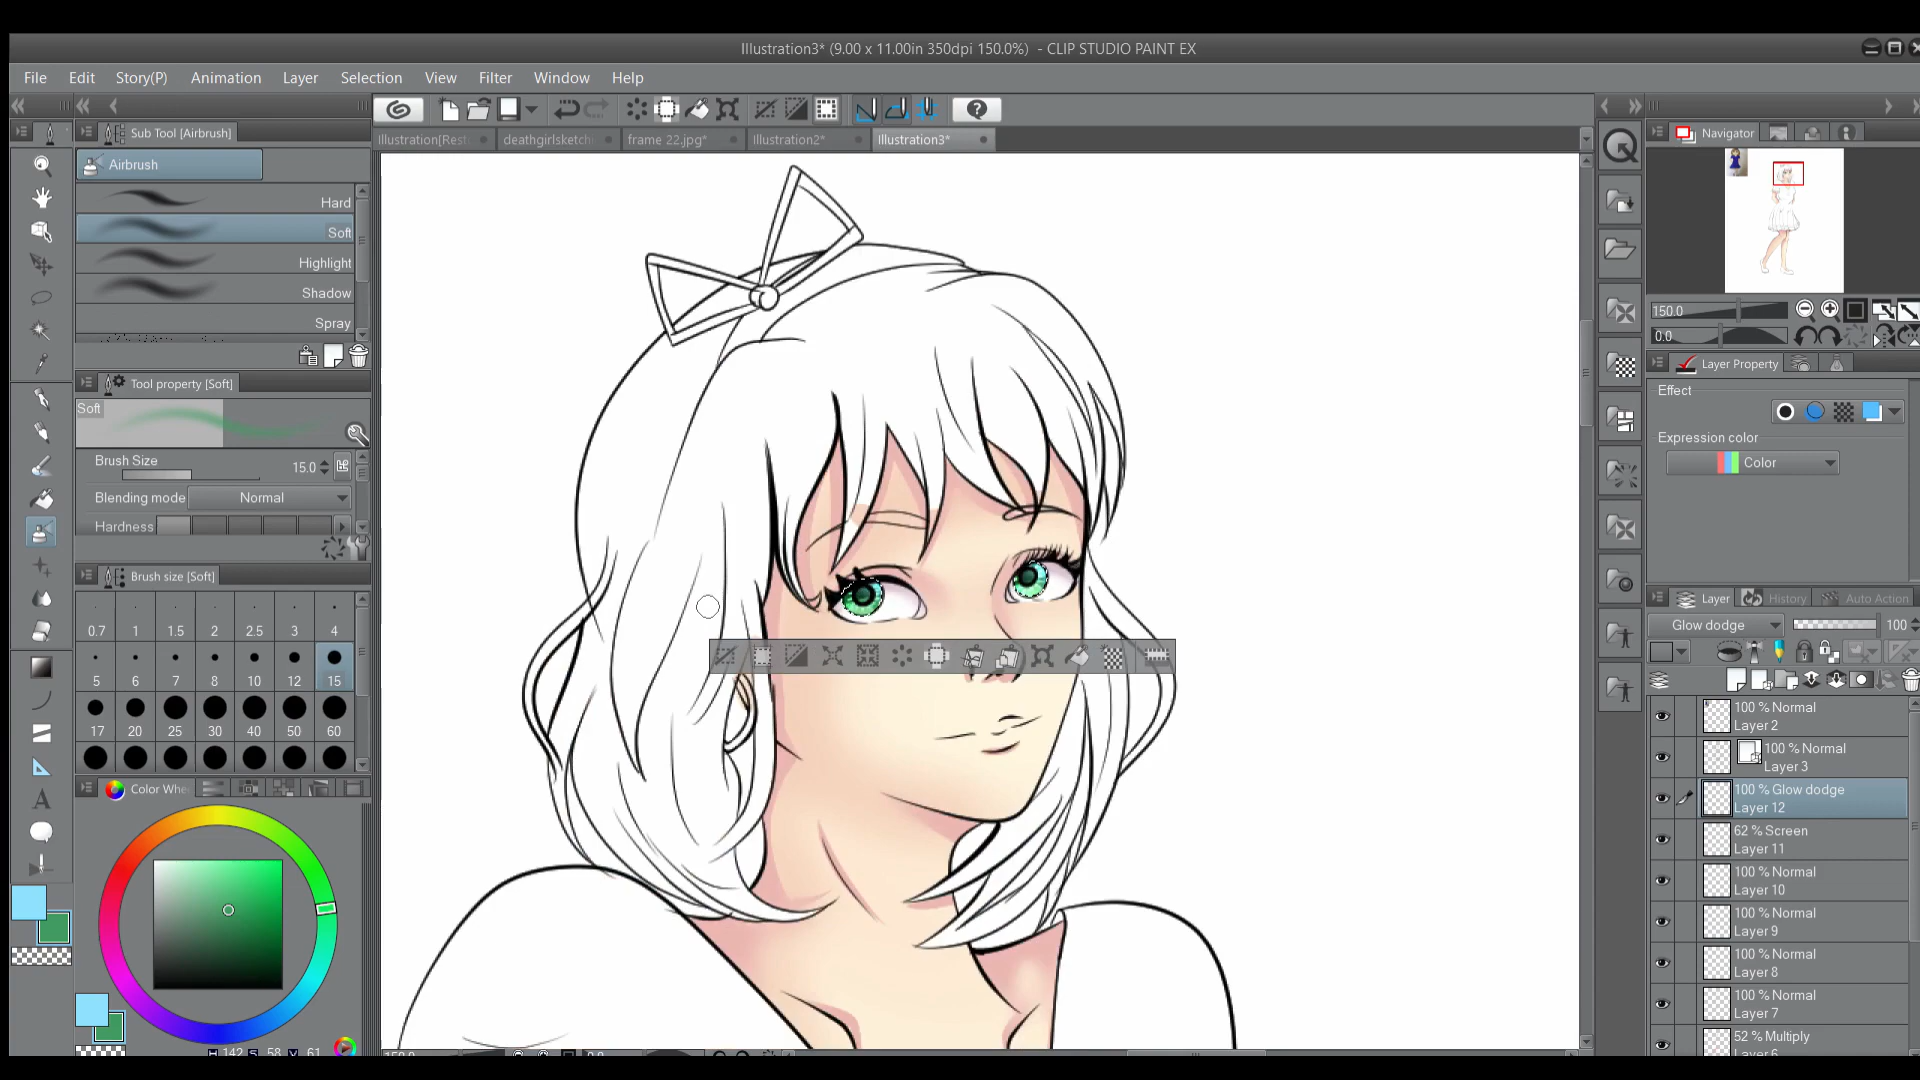 Illustration3* (9.00 x 11.00in 350dpi 150.0%) - CLIP STUDIO PAINT EX
File Edit Story(P) Animation Layer Selection View Filter Window Help
Sub Tool [Airbrush]
Airbrush
Hard
Soft
Highlight
Shadow
Spray
Tool property [Soft]
Soft
Brush Size 15.0
Blending mode Normal
Hardness
Brush size [Soft]
0.7 1 1.5 2 2.5 3 4
5 6 7 8 10 12 15
17 20 25 30 40 50 60
Color Whe
H 142 S 58 V 61
Illustration[Res deathgirlsketch frame 22.jpg* Illustration2* Illustration3*
Navigator
150.0
0.0
Layer Property
Effect
Expression color
Color
Layer History Auto Action
Glow dodge 100
100 % Normal
Layer 2
100 % Normal
Layer 3
100 % Glow dodge
Layer 12
62 % Screen
Layer 11
100 % Normal
Layer 10
100 % Normal
Layer 9
100 % Normal
Layer 8
100 % Normal
Layer 7
52 % Multiply
Layer 6